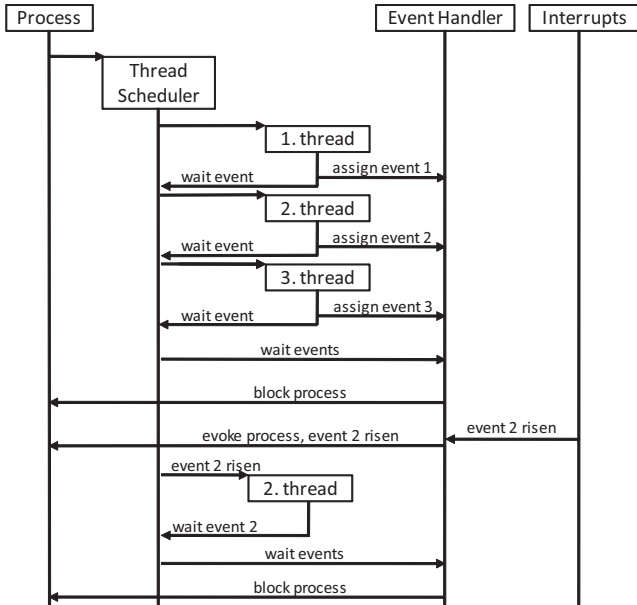 Process
Event Handler
Interrupts
Thread
Scheduler
1. thread
assign event 1
wait event
2. thread
wait event
assign event 2
3. thread
assign event 3
wait event
wait events
block process
event 2 risen
evoke process, event 2 risen
event 2 risen
2. thread
wait event 2
wait events
block process